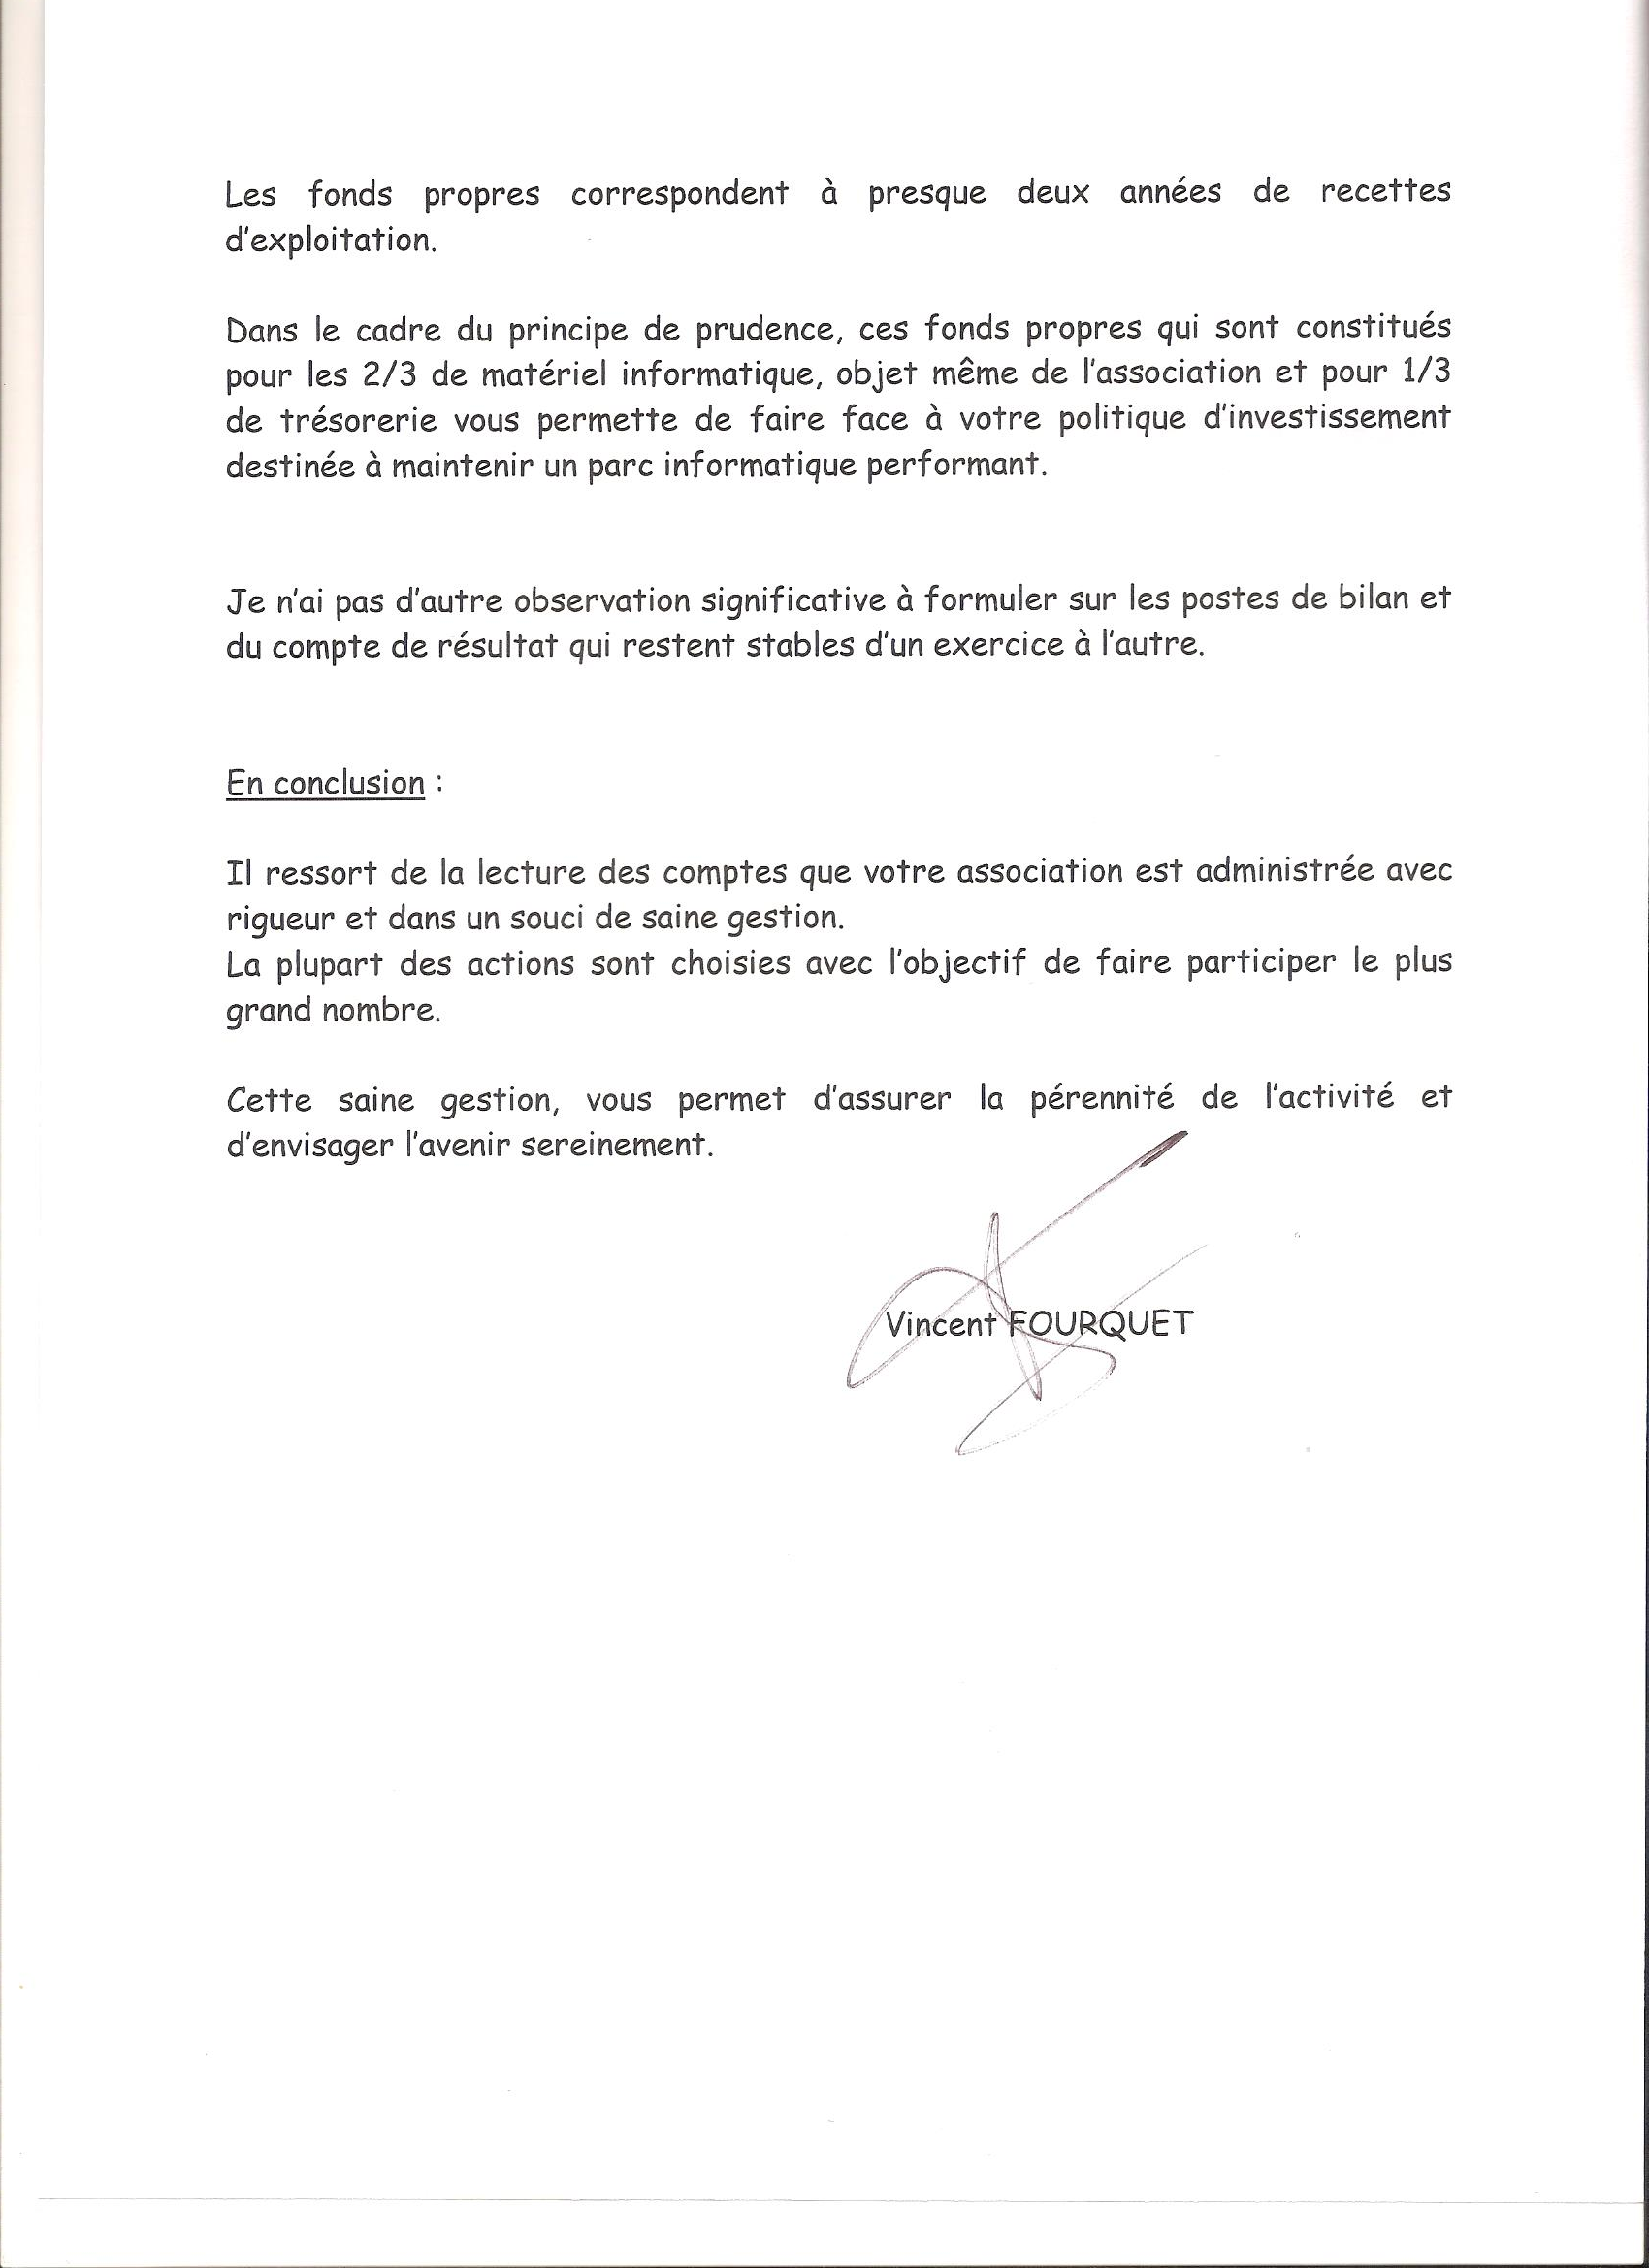 Les fonds propres correspondent à presque deux années de recettes
d'exploitation.
Dans le cadre du principe de prudence, ces fonds propres qui sont constitués
pour les 2/3 de matériel informatique, objet même de l'association et pour 1/3
de trésorerie vous permette de faire face à votre politique d'investissement
destinée à maintenir un parc informatique performant.
Je n'ai pas d'autre observation significative à formuler sur les postes de bilan et
du compte de résultat qui restent stables d'un exercice à l'autre.
En conclusion :
Il ressort de la lecture des comptes que votre association est administrée avec
rigueur et dans un souci de saine gestion.
La plupart des actions sont choisies avec l'objectif de faire participer le plus
grand nombre.
Cette saine gestion, vous permet d'assurer la pérennité de l'activité et
d'envisager l'avenir sereinement.
Vincent FOURQUET